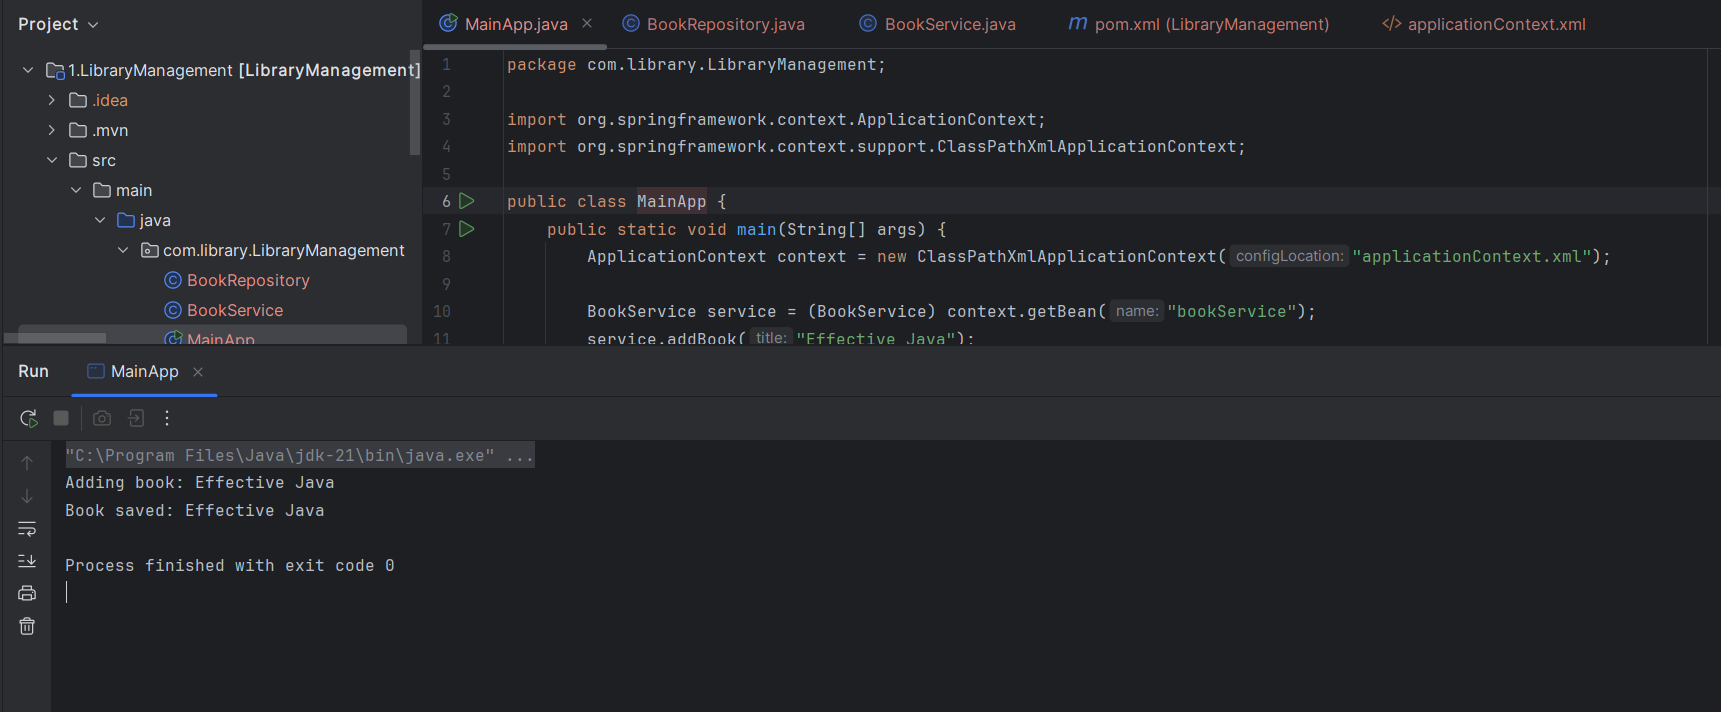 Project
MainApp.java
BookRepository.java
BookService.java
pom.xml (LibraryManagement)
applicationContext.xml
1.LibraryManagement [LibraryManagement]
.idea
.mvn
src
main
java
com.library.LibraryManagement
BookRepository
BookService
MainApp
1 package com.library.LibraryManagement;
2
3 import org.springframework.context.ApplicationContext;
4 import org.springframework.context.support.ClassPathXmlApplicationContext;
5
6 public class MainApp {
7 public static void main(String[] args) {
8 ApplicationContext context = new ClassPathXmlApplicationContext( configLocation: "applicationContext.xml");
9
10 BookService service = (BookService) context.getBean( name: "bookService");
11 service.addBook( title: "Effective Java");
Run
MainApp
"C:\Program Files\Java\jdk-21\bin\java.exe" ...
Adding book: Effective Java
Book saved: Effective Java
Process finished with exit code 0